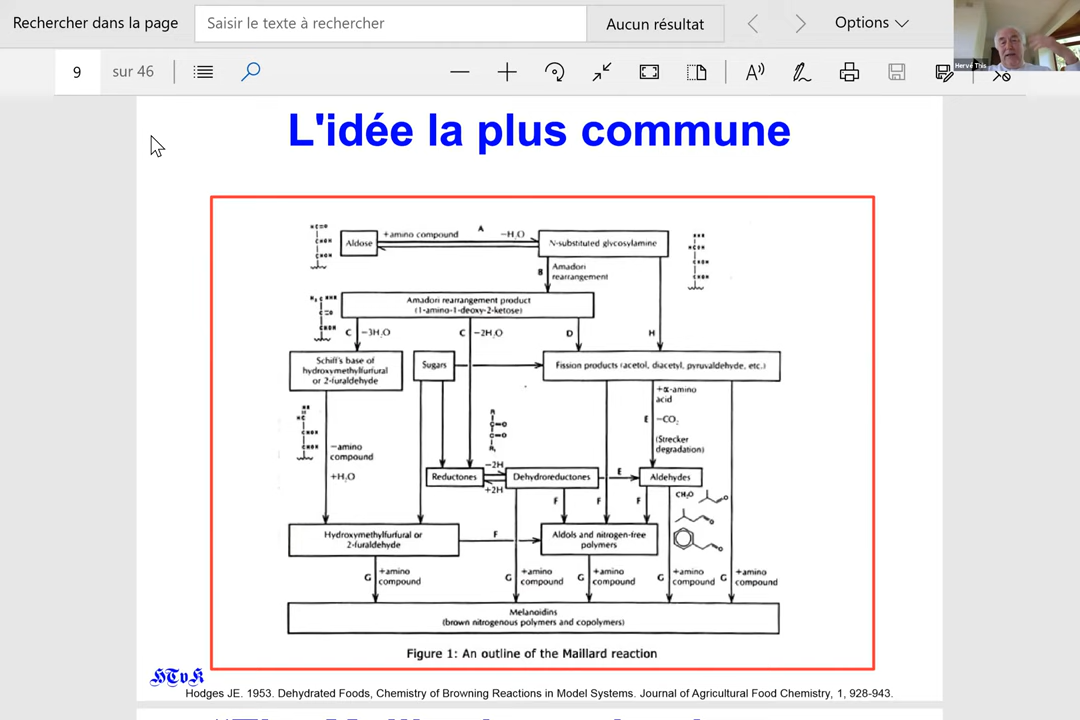 Rechercher dans la page
Saisir le texte à rechercher
Aucun résultat
Options
Hervé This
9
sur 46
L'idée la plus commune
Aldose
+amino compound
A
−H₂O
N-substituted glycosylamine
B
Amadori
rearrangement
Amadori rearrangement product
(1-amino-1-deoxy-2-ketose)
C
−3H₂O
C
−2H₂O
D
H
Schiff's base of
hydroxymethylfurfural
or 2-furaldehyde
Sugars
Fission products (acetol, diacetyl, pyruvaldehyde, etc.)
+α-amino
acid
E
−CO₂
(Strecker
degradation)
−amino
compound
+H₂O
−2H
+2H
Reductones
Dehydroreductones
E
Aldehydes
CH₂O
F
F
F
Hydroxymethylfurfural or
2-furaldehyde
F
Aldols and nitrogen-free
polymers
G
+amino
compound
G
+amino
compound
G
+amino
compound
G
+amino
compound
G
+amino
compound
Melanoidins
(brown nitrogenous polymers and copolymers)
Figure 1: An outline of the Maillard reaction
HTvK
Hodges JE. 1953. Dehydrated Foods, Chemistry of Browning Reactions in Model Systems. Journal of Agricultural Food Chemistry, 1, 928-943.